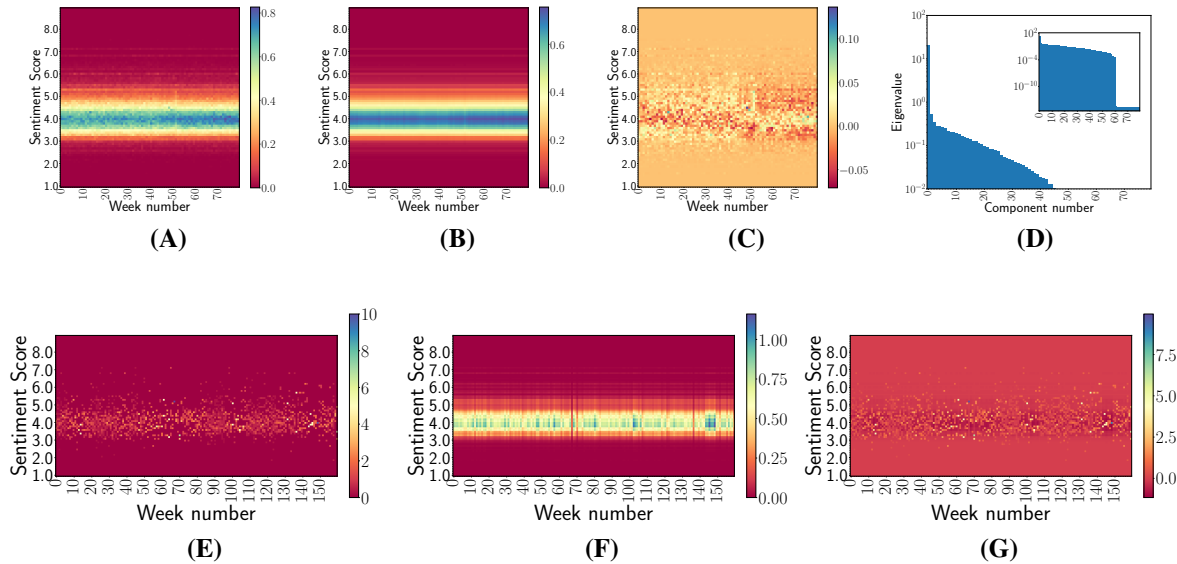 Sentiment Score
8.0
7.0
6.0
5.0
4.0
3.0
2.0
1.0
0 10 20 30 40 50 60 70
Week number
0.8
0.6
0.4
0.2
0.0
(A)
Sentiment Score
8.0
7.0
6.0
5.0
4.0
3.0
2.0
1.0
0 10 20 30 40 50 60 70
Week number
0.6
0.4
0.2
0.0
(B)
Sentiment Score
8.0
7.0
6.0
5.0
4.0
3.0
2.0
1.0
0 10 20 30 40 50 60 70
Week number
0.10
0.05
0.00
−0.05
(C)
Eigenvalue
10²
10¹
10⁰
10⁻¹
10⁻²
0 10 20 30 40 50 60 70
Component number
10²
10⁻⁴
10⁻¹⁰
0 10 20 30 40 50 60 70
(D)
Sentiment Score
8.0
7.0
6.0
5.0
4.0
3.0
2.0
1.0
0 10 20 30 40 50 60 70 80 90 100 110 120 130 140 150
Week number
10
8
6
4
2
0
(E)
Sentiment Score
8.0
7.0
6.0
5.0
4.0
3.0
2.0
1.0
0 10 20 30 40 50 60 70 80 90 100 110 120 130 140 150
Week number
1.00
0.75
0.50
0.25
0.00
(F)
Sentiment Score
8.0
7.0
6.0
5.0
4.0
3.0
2.0
1.0
0 10 20 30 40 50 60 70 80 90 100 110 120 130 140 150
Week number
7.5
5.0
2.5
0.0
(G)